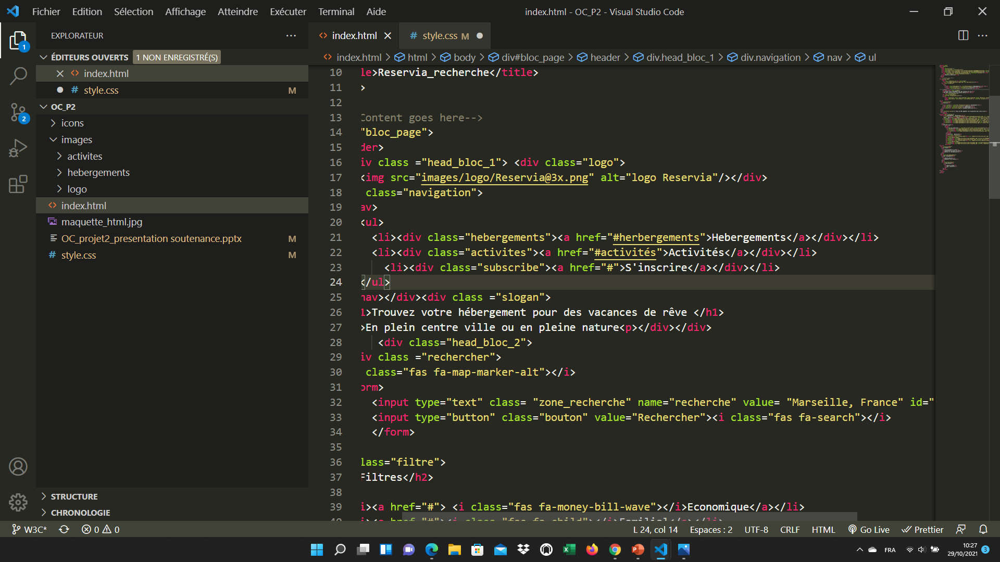 Fichier Edition Sélection Affichage Atteindre Exécuter Terminal Aide
index.html - OC_P2 - Visual Studio Code
EXPLORATEUR
ÉDITEURS OUVERTS 1 NON ENREGISTRÉ(S)
index.html
style.css M
OC_P2
icons
images
activites
hebergements
logo
index.html
maquette_html.jpg
OC_projet2_presentation soutenance.pptx M
style.css M
STRUCTURE
CHRONOLOGIE
1
2
index.html style.css M
index.html html body div#bloc_page header div.head_bloc_1 div.navigation nav ul
10 le>Reservia_recherche</title>
11 >
12
13 Content goes here-->
14 "bloc_page">
15 der>
16 iv class ="head_bloc_1"> <div class="logo">
17 <img src="images/logo/Reservia@3x.png" alt="logo Reservia"/></div>
18 class="navigation">
19 av>
20 <ul>
21 <li><div class="hebergements"><a href="#herbergements">Hebergements</a></div></li>
22 <li><div class="activites"><a href="#activités">Activités</a></div></li>
23 <li><div class="subscribe"><a href="#">S'inscrire</a></div></li>
24 </ul>
25 nav></div><div class ="slogan">
26 1>Trouvez votre hébergement pour des vacances de rêve </h1>
27 >En plein centre ville ou en pleine nature<p></div></div>
28 <div class="head_bloc_2">
29 iv class ="rechercher">
30 class="fas fa-map-marker-alt"></i>
31 orm>
32 <input type="text" class= "zone_recherche" name="recherche" value= "Marseille, France" id="
33 <input type="button" class="bouton" value="Rechercher"><i class="fas fa-search"></i>
34 </form>
35
36 lass="filtre">
37 Filtres</h2>
38
39 i><a href="#"> <i class="fas fa-money-bill-wave"></i>Economique</a></li>
40 i><a href="#"><i class="fas fa-child"></i>Familial</a></li>
W3C* 0 0 L 24, col 14 Espaces : 2 UTF-8 CRLF HTML Go Live Prettier
FRA 10:27
29/10/2021 3